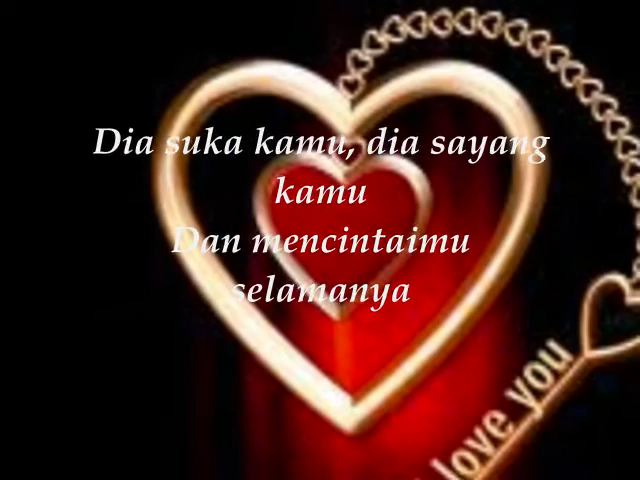 Dia suka kamu, dia sayang
kamu
Dan mencintaimu
selamanya
love you